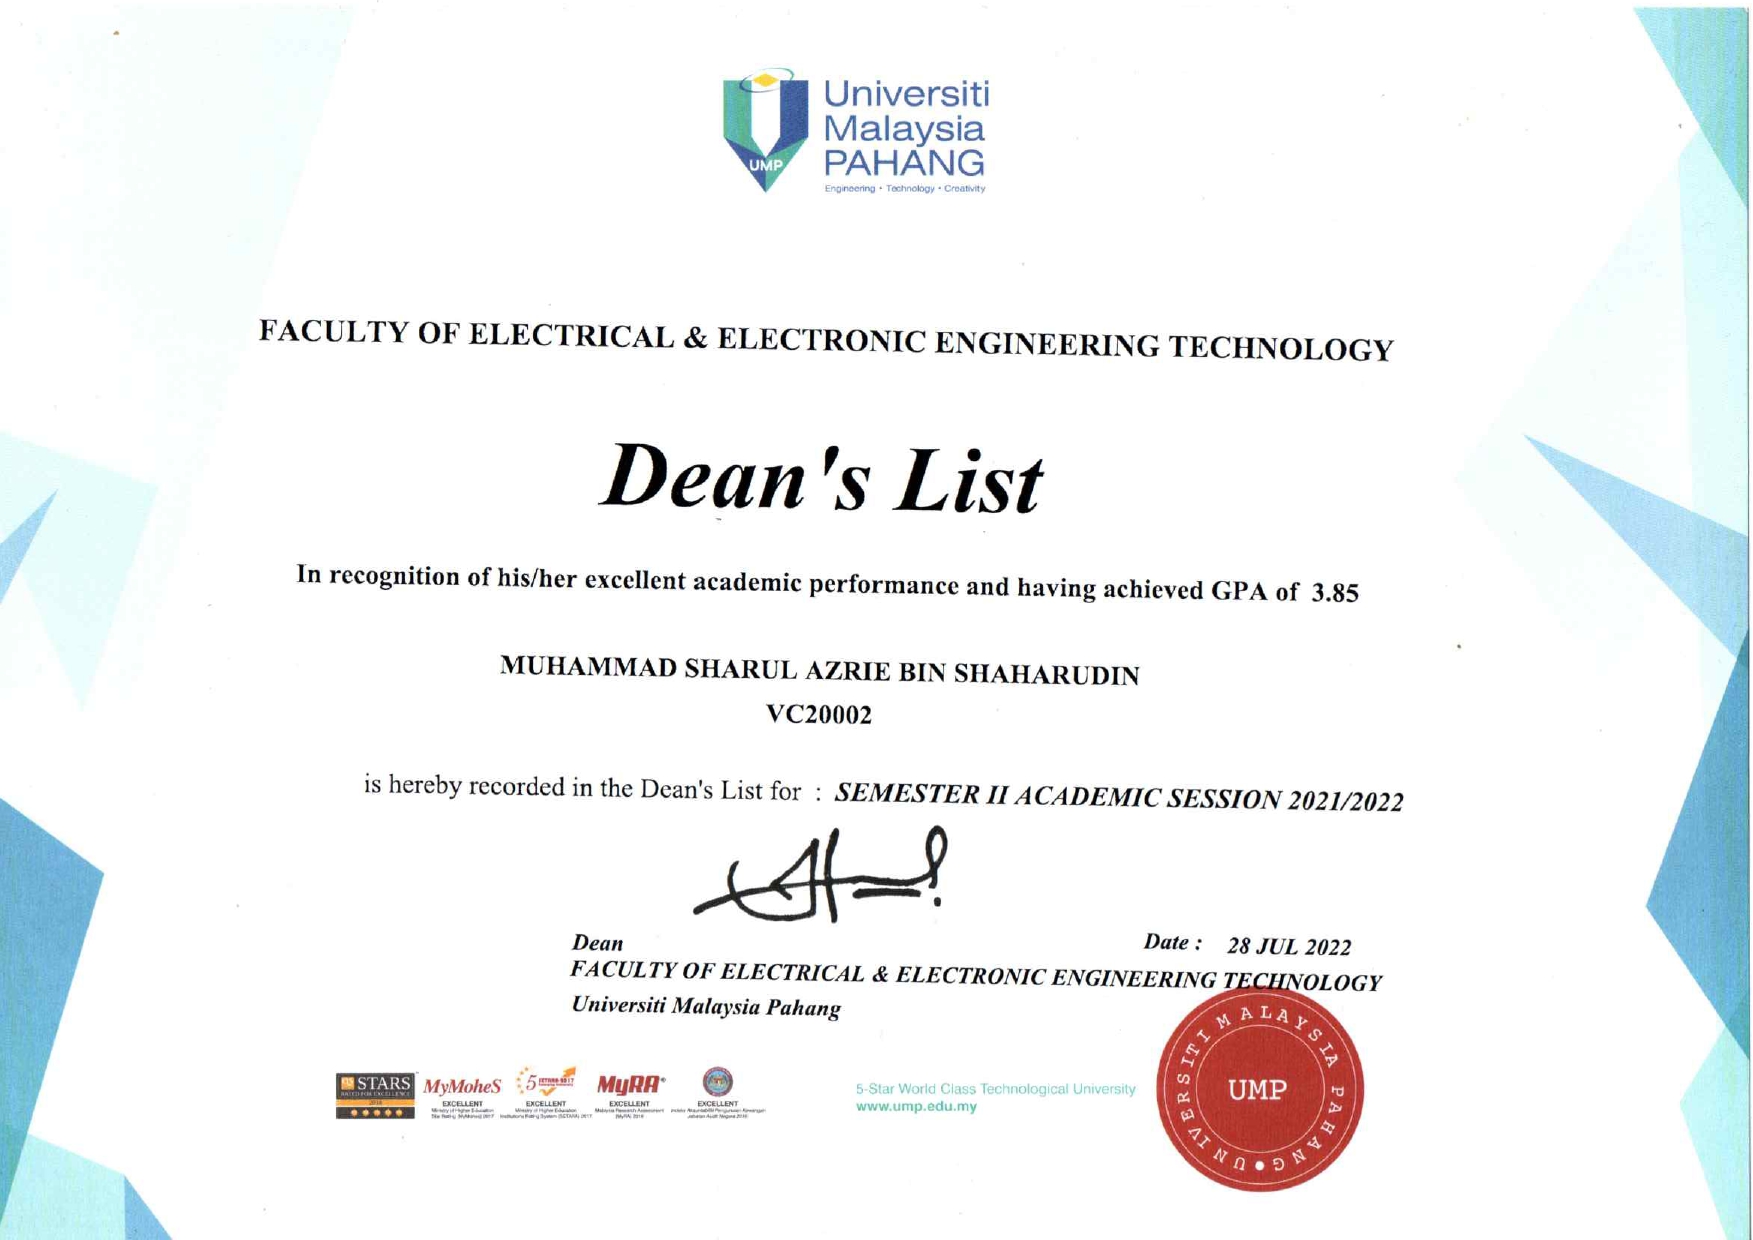 Universiti
Malaysia
PAHANG
Engineering • Technology • Creativity
UMP
FACULTY OF ELECTRICAL & ELECTRONIC ENGINEERING TECHNOLOGY
Dean's List
In recognition of his/her excellent academic performance and having achieved GPA of 3.85
MUHAMMAD SHARUL AZRIE BIN SHAHARUDIN
VC20002
is hereby recorded in the Dean's List for : SEMESTER II ACADEMIC SESSION 2021/2022
Dean
Date : 28 JUL 2022
FACULTY OF ELECTRICAL & ELECTRONIC ENGINEERING TECHNOLOGY
Universiti Malaysia Pahang
STARS
RATED FOR EXCELLENCE
MyMoheS
EXCELLENT
5
EXCELLENT
MyRA
EXCELLENT
EXCELLENT
5-Star World Class Technological University
www.ump.edu.my
UNIVERSITI MALAYSIA PAHANG
UMP